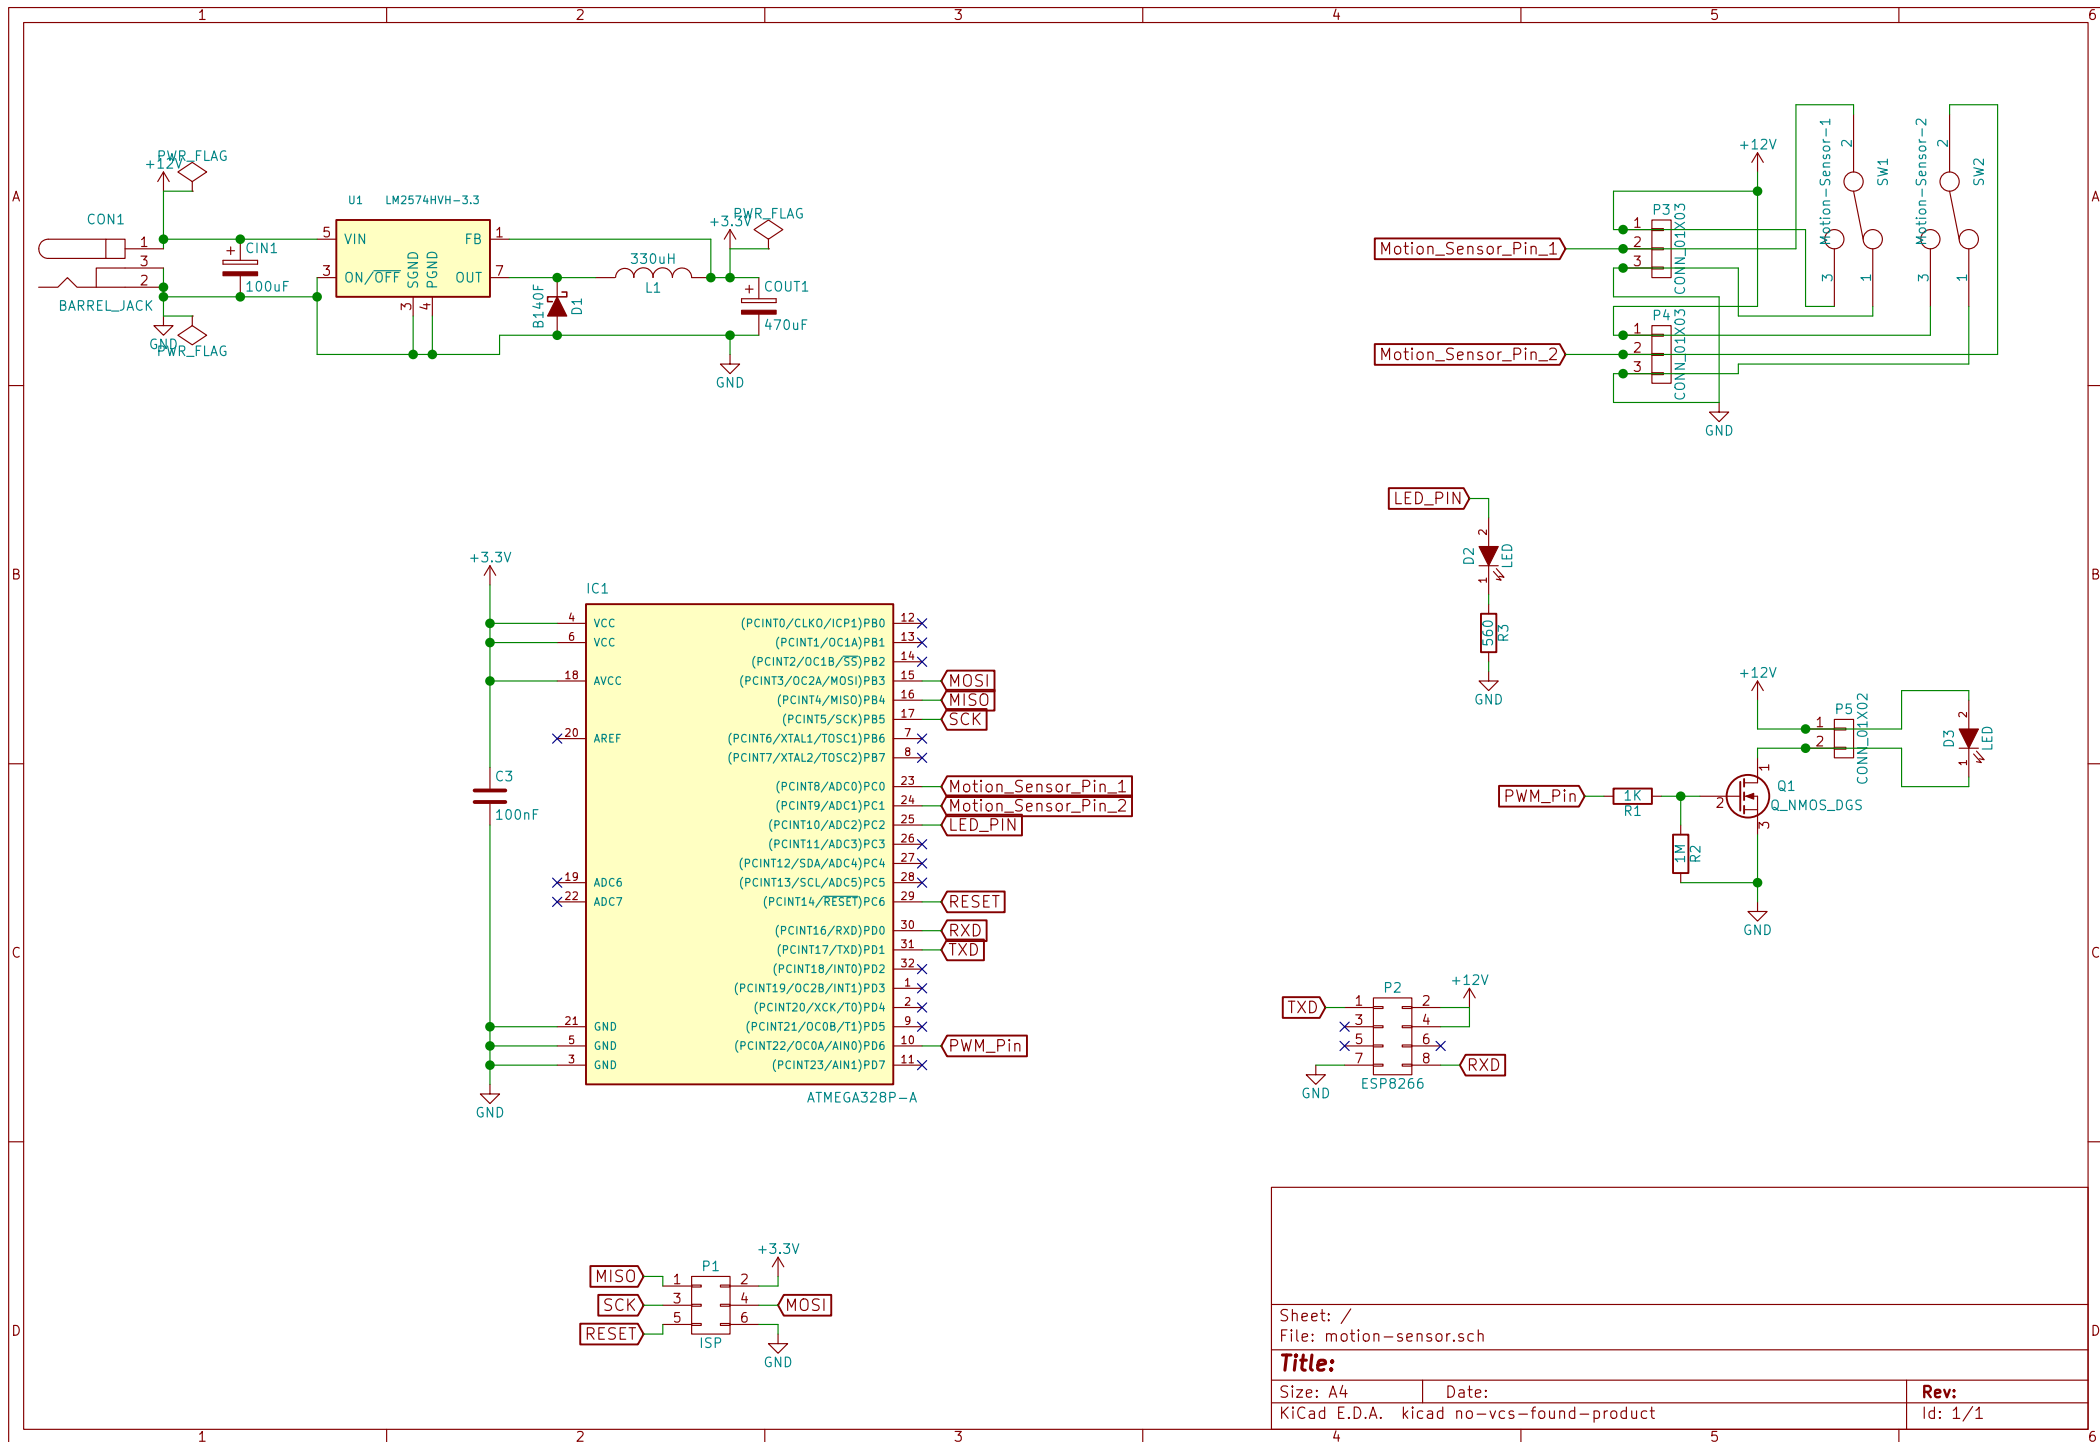 1 2 3 4 5 6
A
B
C
D
A
B
C
D
PWR_FLAG
+12V
CON1
1
3
2
BARREL_JACK
GND
PWR_FLAG
CIN1
+
100uF
U1 LM2574HVH-3.3
5 VIN FB 1
3 ON/OFF OUT 7
SGND PGND
3 4
B140F
D1
330uH
L1
PWR_FLAG
+3.3V
+ COUT1
470uF
GND
+12V
Motion_Sensor_Pin_1
P3
1
2
3
CONN_01X03
Motion-Sensor-1
SW1
2
3
1
Motion-Sensor-2
SW2
2
3
1
Motion_Sensor_Pin_2
P4
1
2
3
CONN_01X03
GND
LED_PIN
2
D2
LED
1
560
R3
GND
+12V
P5
1
2
CONN_01X02
2
D3
LED
1
PWM_Pin
1K
R1
1M
R2
1
2
3
Q1
Q_NMOS_DGS
GND
+3.3V
IC1
4 VCC (PCINT0/CLKO/ICP1)PB0 12
6 VCC (PCINT1/OC1A)PB1 13
(PCINT2/OC1B/SS)PB2 14
18 AVCC (PCINT3/OC2A/MOSI)PB3 15 MOSI
(PCINT4/MISO)PB4 16 MISO
(PCINT5/SCK)PB5 17 SCK
20 AREF (PCINT6/XTAL1/TOSC1)PB6 7
(PCINT7/XTAL2/TOSC2)PB7 8
C3
100nF
(PCINT8/ADC0)PC0 23 Motion_Sensor_Pin_1
(PCINT9/ADC1)PC1 24 Motion_Sensor_Pin_2
(PCINT10/ADC2)PC2 25 LED_PIN
(PCINT11/ADC3)PC3 26
(PCINT12/SDA/ADC4)PC4 27
19 ADC6 (PCINT13/SCL/ADC5)PC5 28
22 ADC7 (PCINT14/RESET)PC6 29 RESET
(PCINT16/RXD)PD0 30 RXD
(PCINT17/TXD)PD1 31 TXD
(PCINT18/INT0)PD2 32
(PCINT19/OC2B/INT1)PD3 1
(PCINT20/XCK/T0)PD4 2
21 GND (PCINT21/OC0B/T1)PD5 9
5 GND (PCINT22/OC0A/AIN0)PD6 10 PWM_Pin
3 GND (PCINT23/AIN1)PD7 11
GND
ATMEGA328P-A
P2
+12V
TXD 1 2
3 4
5 6
7 8 RXD
GND
ESP8266
+3.3V
P1
MISO 1 2
SCK 3 4 MOSI
RESET 5 6
ISP
GND
Sheet: /
File: motion-sensor.sch
Title:
Size: A4 Date: Rev:
KiCad E.D.A. kicad no-vcs-found-product Id: 1/1
1 2 3 4 5 6